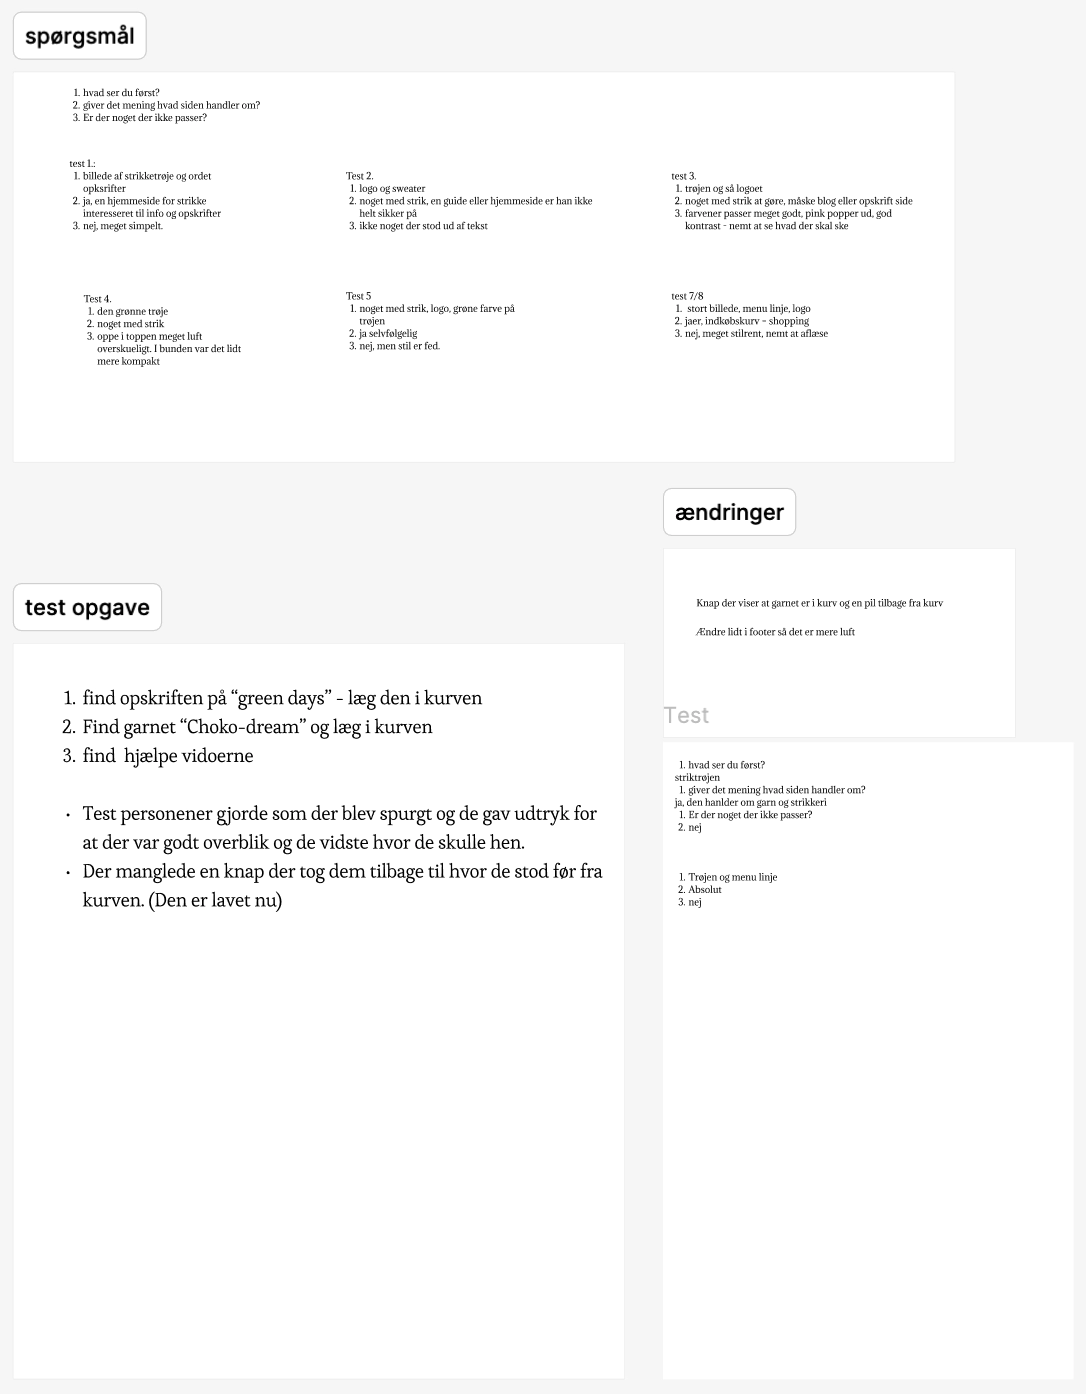 spørgsmål
1. hvad ser du først?
2. giver det mening hvad siden handler om?
3. Er der noget der ikke passer?
test 1.:
1. billede af strikketrøje og ordet
opksrifter
2. ja, en hjemmeside for strikke
interesseret til info og opskrifter
3. nej, meget simpelt.
Test 2.
1. logo og sweater
2. noget med strik, en guide eller hjemmeside er han ikke
helt sikker på
3. ikke noget der stod ud af tekst
test 3.
1. trøjen og så logoet
2. noget med strik at gøre, måske blog eller opskrift side
3. farvener passer meget godt, pink popper ud, god
kontrast - nemt at se hvad der skal ske
Test 4.
1. den grønne trøje
2. noget med strik
3. oppe i toppen meget luft
overskueligt. I bunden var det lidt
mere kompakt
Test 5
1. noget med strik, logo, grøne farve på
trøjen
2. ja selvfølgelig
3. nej, men stil er fed.
test 7/8
1. stort billede, menu linje, logo
2. jaer, indkøbskurv - shopping
3. nej, meget stilrent, nemt at aflæse
test opgave
1. find opskriften på “green days” - læg den i kurven
2. Find garnet “Choko-dream” og læg i kurven
3. find hjælpe vidoerne
• Test personener gjorde som der blev spurgt og de gav udtryk for
at der var godt overblik og de vidste hvor de skulle hen.
• Der manglede en knap der tog dem tilbage til hvor de stod før fra
kurven. (Den er lavet nu)
ændringer
Knap der viser at garnet er i kurv og en pil tilbage fra kurv
Ændre lidt i footer så det er mere luft
Test
1. hvad ser du først?
striktrøjen
1. giver det mening hvad siden handler om?
ja, den hanlder om garn og strikkeri
1. Er der noget der ikke passer?
2. nej
1. Trøjen og menu linje
2. Absolut
3. nej